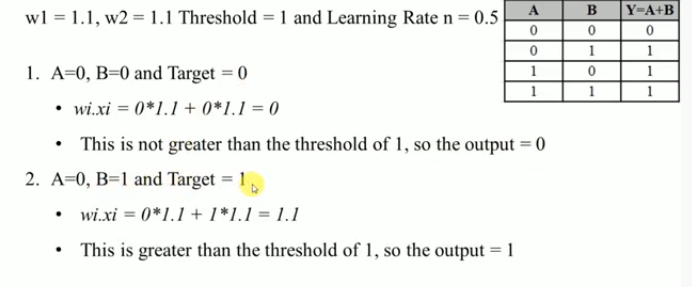 w1 = 1.1, w2 = 1.1 Threshold = 1 and Learning Rate n = 0.5
A B Y=A+B
0 0 0
0 1 1
1 0 1
1 1 1
1. A=0, B=0 and Target = 0
• wi.xi = 0*1.1 + 0*1.1 = 0
• This is not greater than the threshold of 1, so the output = 0
2. A=0, B=1 and Target = 1
• wi.xi = 0*1.1 + 1*1.1 = 1.1
• This is greater than the threshold of 1, so the output = 1